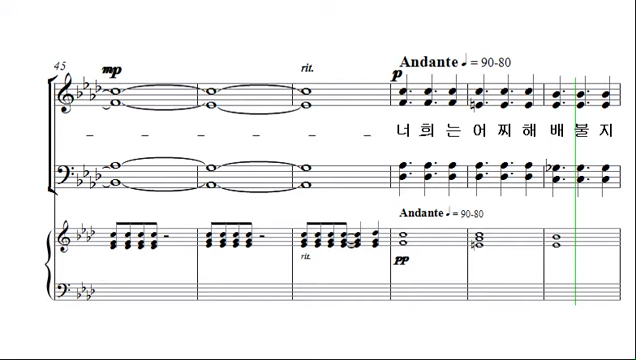 45
mp
rit.
Andante ♩ = 90-80
p
너 희 는 어 찌 해 배 불 지
Andante ♩ = 90-80
rit.
pp